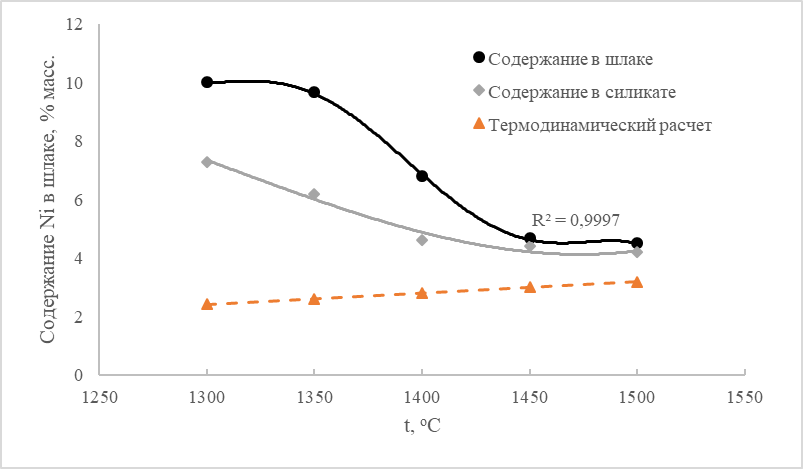 12
10
8
6
4
2
0
Содержание Ni в шлаке, % масс.
Содержание в шлаке
Содержание в силикате
Термодинамический расчет
R² = 0,9997
1250 1300 1350 1400 1450 1500 1550
t, ᵒC